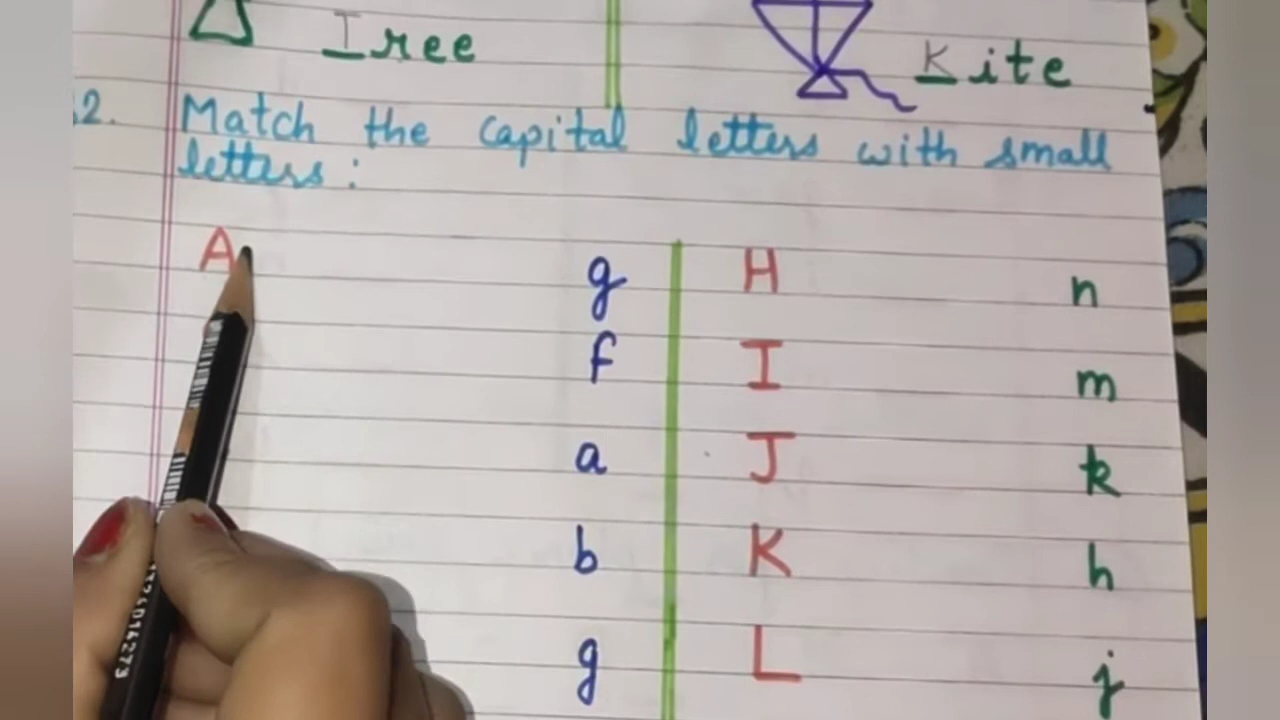 Tree Kite
2. Match the capital letters with small
letters :
A g H n
f I m
a J k
b K h
g L j